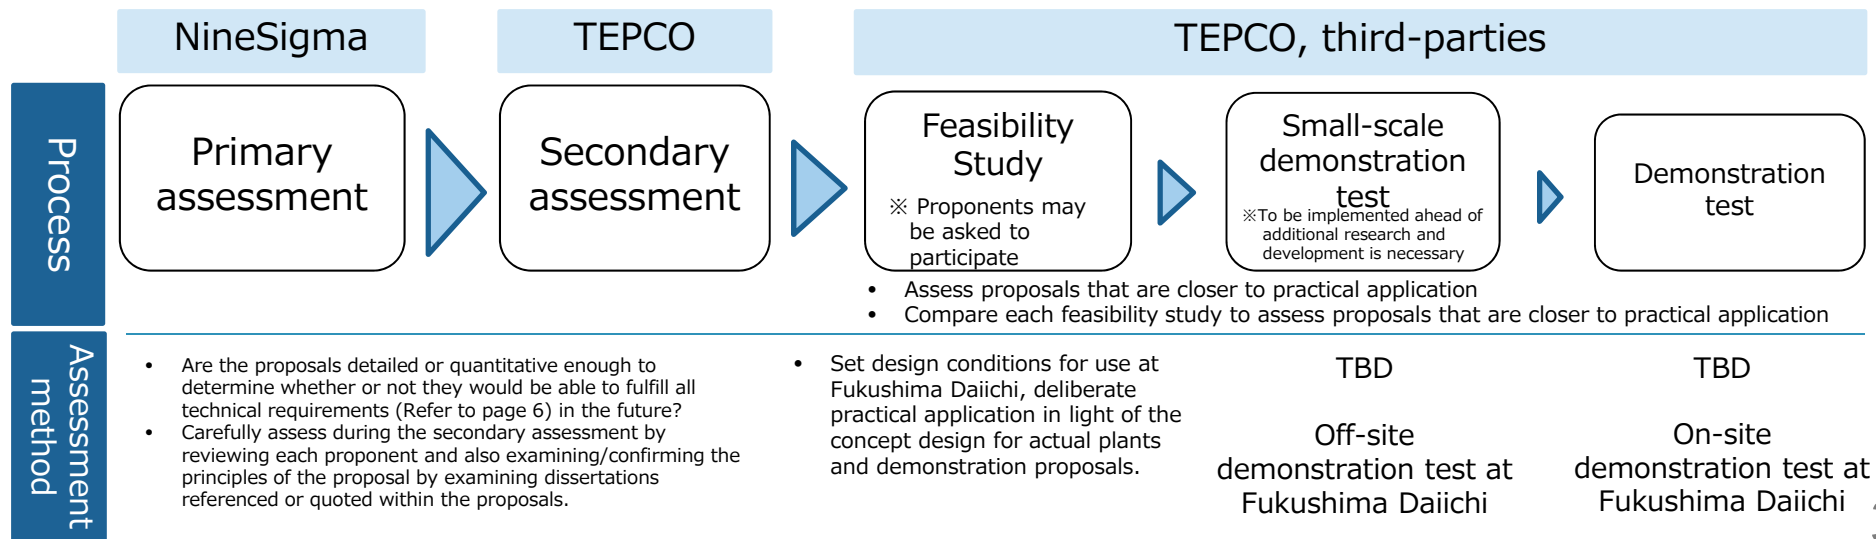 NineSigma
TEPCO
TEPCO, third-parties
Process
Primary
assessment
Secondary
assessment
Feasibility
Study
※ Proponents may
be asked to
participate
Small-scale
demonstration
test
※To be implemented ahead of
additional research and
development is necessary
Demonstration
test
• Assess proposals that are closer to practical application
• Compare each feasibility study to assess proposals that are closer to practical application
Assessment
method
• Are the proposals detailed or quantitative enough to
determine whether or not they would be able to fulfill all
technical requirements (Refer to page 6) in the future?
• Carefully assess during the secondary assessment by
reviewing each proponent and also examining/confirming the
principles of the proposal by examining dissertations
referenced or quoted within the proposals.
• Set design conditions for use at
Fukushima Daiichi, deliberate
practical application in light of the
concept design for actual plants
and demonstration proposals.
TBD
Off-site
demonstration test at
Fukushima Daiichi
TBD
On-site
demonstration test at
Fukushima Daiichi